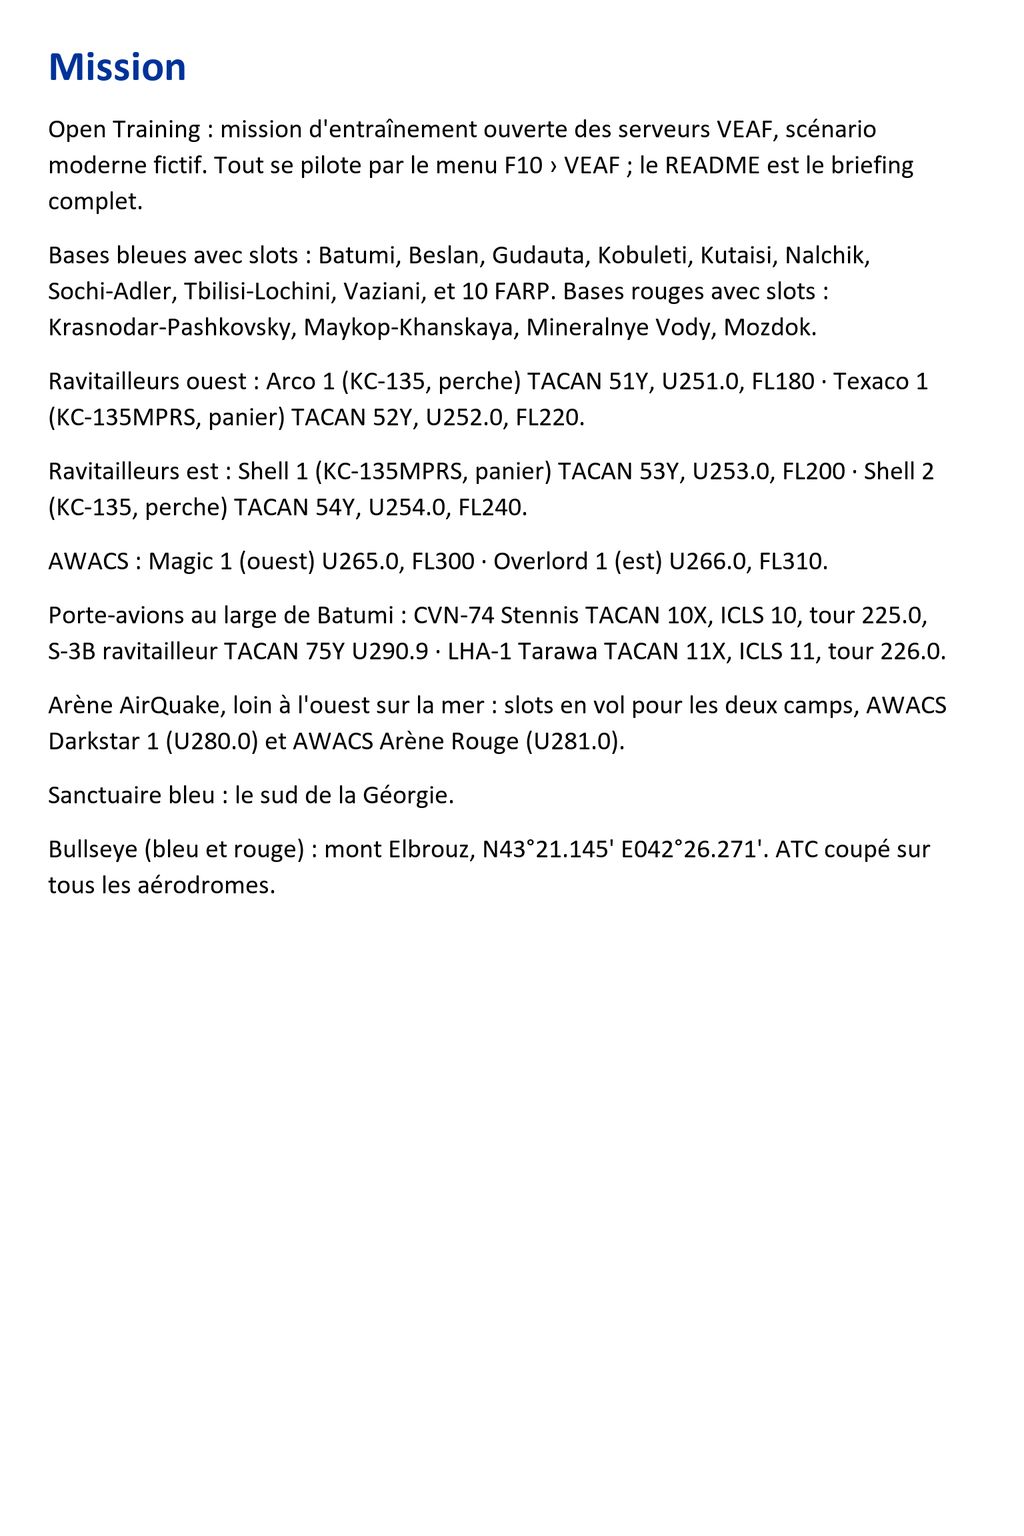 Mission
Open Training : mission d'entraînement ouverte des serveurs VEAF, scénario
moderne fictif. Tout se pilote par le menu F10 › VEAF ; le README est le briefing
complet.
Bases bleues avec slots : Batumi, Beslan, Gudauta, Kobuleti, Kutaisi, Nalchik,
Sochi-Adler, Tbilisi-Lochini, Vaziani, et 10 FARP. Bases rouges avec slots :
Krasnodar-Pashkovsky, Maykop-Khanskaya, Mineralnye Vody, Mozdok.
Ravitailleurs ouest : Arco 1 (KC-135, perche) TACAN 51Y, U251.0, FL180 · Texaco 1
(KC-135MPRS, panier) TACAN 52Y, U252.0, FL220.
Ravitailleurs est : Shell 1 (KC-135MPRS, panier) TACAN 53Y, U253.0, FL200 · Shell 2
(KC-135, perche) TACAN 54Y, U254.0, FL240.
AWACS : Magic 1 (ouest) U265.0, FL300 · Overlord 1 (est) U266.0, FL310.
Porte-avions au large de Batumi : CVN-74 Stennis TACAN 10X, ICLS 10, tour 225.0,
S-3B ravitailleur TACAN 75Y U290.9 · LHA-1 Tarawa TACAN 11X, ICLS 11, tour 226.0.
Arène AirQuake, loin à l'ouest sur la mer : slots en vol pour les deux camps, AWACS
Darkstar 1 (U280.0) et AWACS Arène Rouge (U281.0).
Sanctuaire bleu : le sud de la Géorgie.
Bullseye (bleu et rouge) : mont Elbrouz, N43°21.145' E042°26.271'. ATC coupé sur
tous les aérodromes.